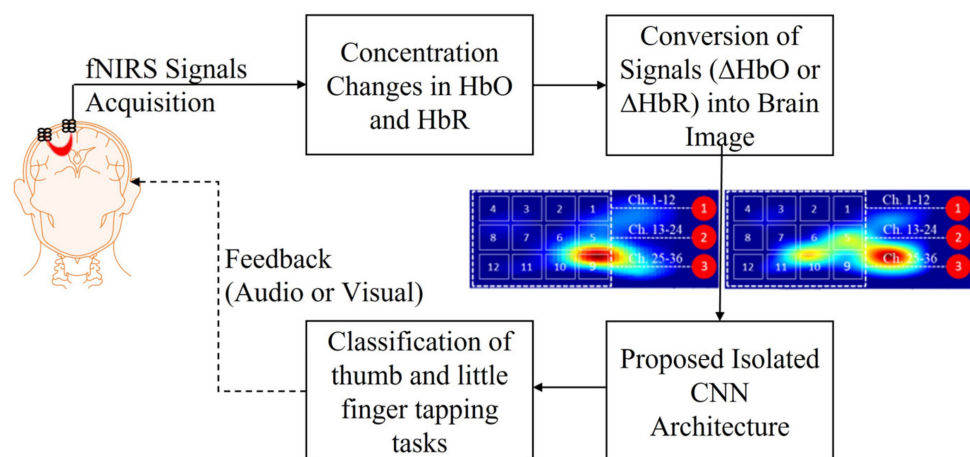 fNIRS Signals
Acquisition
Concentration
Changes in HbO
and HbR
Conversion of
Signals (ΔHbO or
ΔHbR) into Brain
Image
4 3 2 1 Ch. 1-12 1
8 7 6 5 Ch. 13-24 2
12 11 10 9 Ch. 25-36 3
4 3 2 1 Ch. 1-12 1
8 7 6 5 Ch. 13-24 2
12 11 10 9 5-36 3
Feedback
(Audio or Visual)
Classification of
thumb and little
finger tapping
tasks
Proposed Isolated
CNN
Architecture